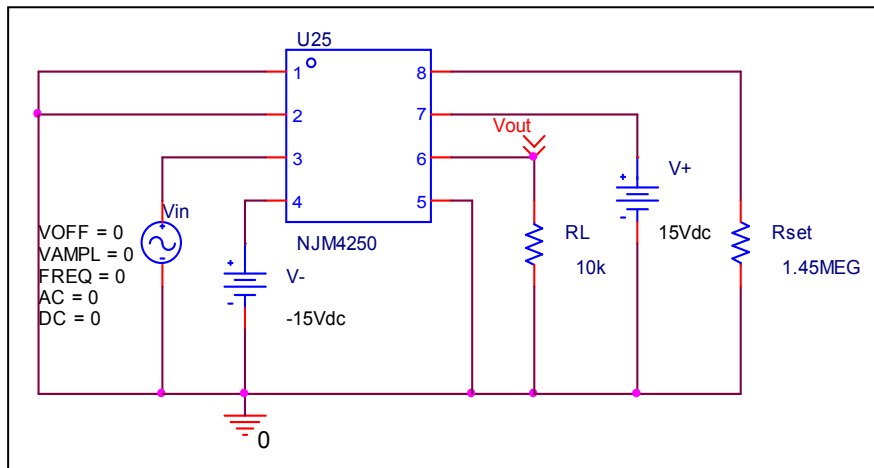 U25
1
2
3
4
8
7
6
5
NJM4250
Vout
Vin
VOFF = 0
VAMPL = 0
FREQ = 0
AC = 0
DC = 0
+
-
+
-
V-
-15Vdc
RL
10k
+
-
V+
15Vdc
Rset
1.45MEG
0